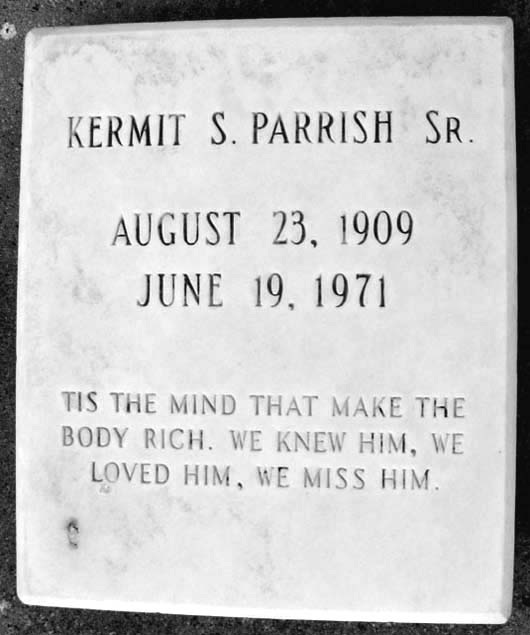 KERMIT S. PARRISH SR.
AUGUST 23, 1909
JUNE 19, 1971
TIS THE MIND THAT MAKE THE
BODY RICH. WE KNEW HIM, WE
LOVED HIM, WE MISS HIM.